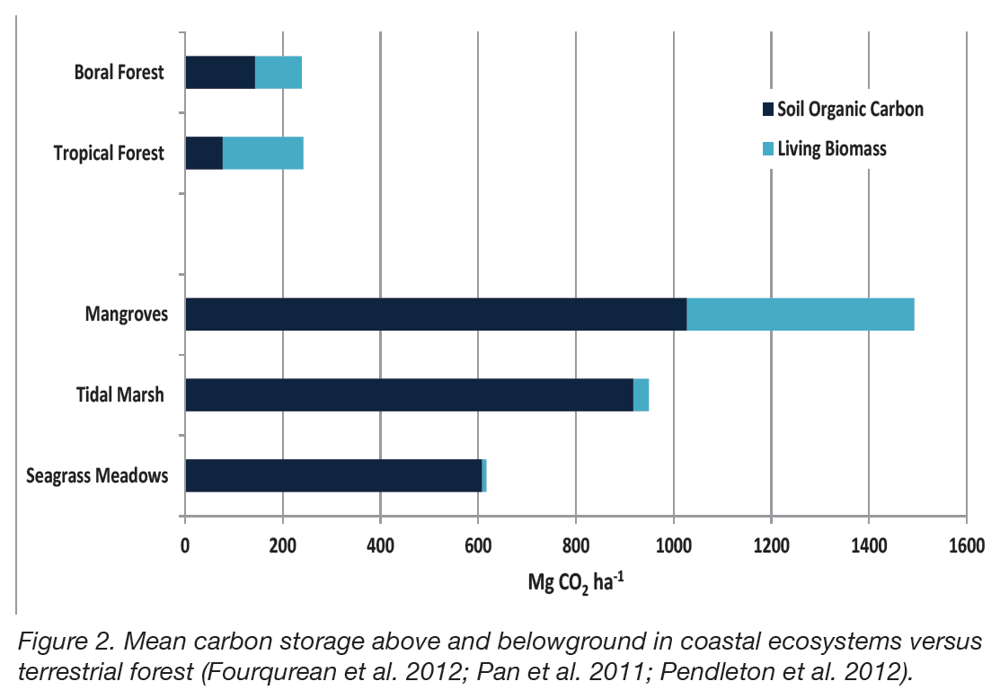 Boral Forest
Tropical Forest
Mangroves
Tidal Marsh
Seagrass Meadows
Soil Organic Carbon
Living Biomass
0 200 400 600 800 1000 1200 1400 1600
Mg CO₂ ha⁻¹
Figure 2. Mean carbon storage above and belowground in coastal ecosystems versus
terrestrial forest (Fourqurean et al. 2012; Pan et al. 2011; Pendleton et al. 2012).